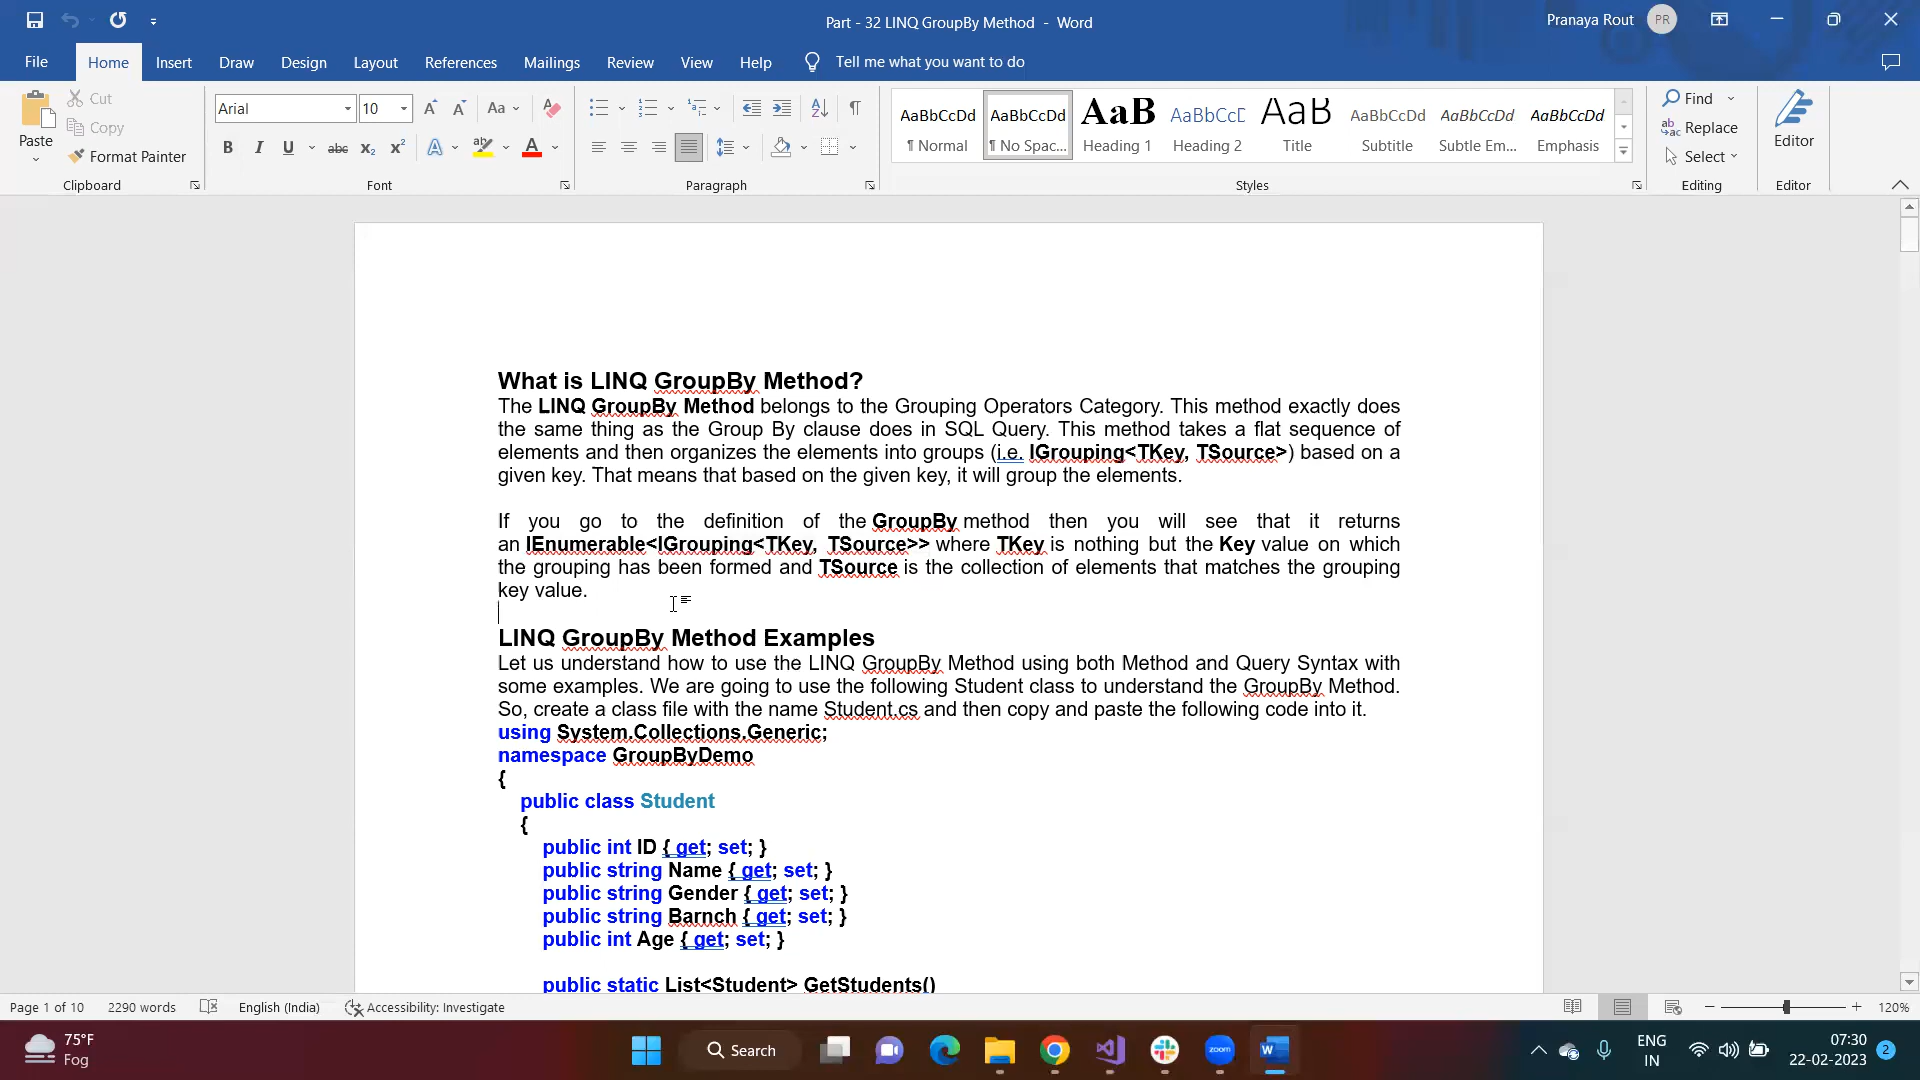 Part - 32 LINQ GroupBy Method - Word
Pranaya Rout PR
File Home Insert Draw Design Layout References Mailings Review View Help Tell me what you want to do
Paste
Cut
Copy
Format Painter
Clipboard
Arial 10
Aa
B I U abc x₂ x² A A
Font
Paragraph
AaBbCcDd AaBbCcDd AaB AaBbCcD AaB AaBbCcDd AaBbCcDd AaBbCcDd
¶ Normal ¶ No Spac... Heading 1 Heading 2 Title Subtitle Subtle Em... Emphasis
Styles
Find
Replace
Select
Editing
Editor
Editor
What is LINQ GroupBy Method?
The LINQ GroupBy Method belongs to the Grouping Operators Category. This method exactly does
the same thing as the Group By clause does in SQL Query. This method takes a flat sequence of
elements and then organizes the elements into groups (i.e. IGrouping<TKey, TSource>) based on a
given key. That means that based on the given key, it will group the elements.
If you go to the definition of the GroupBy method then you will see that it returns
an IEnumerable<IGrouping<TKey, TSource>> where TKey is nothing but the Key value on which
the grouping has been formed and TSource is the collection of elements that matches the grouping
key value.
LINQ GroupBy Method Examples
Let us understand how to use the LINQ GroupBy Method using both Method and Query Syntax with
some examples. We are going to use the following Student class to understand the GroupBy Method.
So, create a class file with the name Student.cs and then copy and paste the following code into it.
using System.Collections.Generic;
namespace GroupByDemo
{
public class Student
{
public int ID { get; set; }
public string Name { get; set; }
public string Gender { get; set; }
public string Barnch { get; set; }
public int Age { get; set; }
public static List<Student> GetStudents()
Page 1 of 10 2290 words English (India) Accessibility: Investigate 120%
75°F
Fog
Search
zoom
ENG
IN
07:30
22-02-2023
2